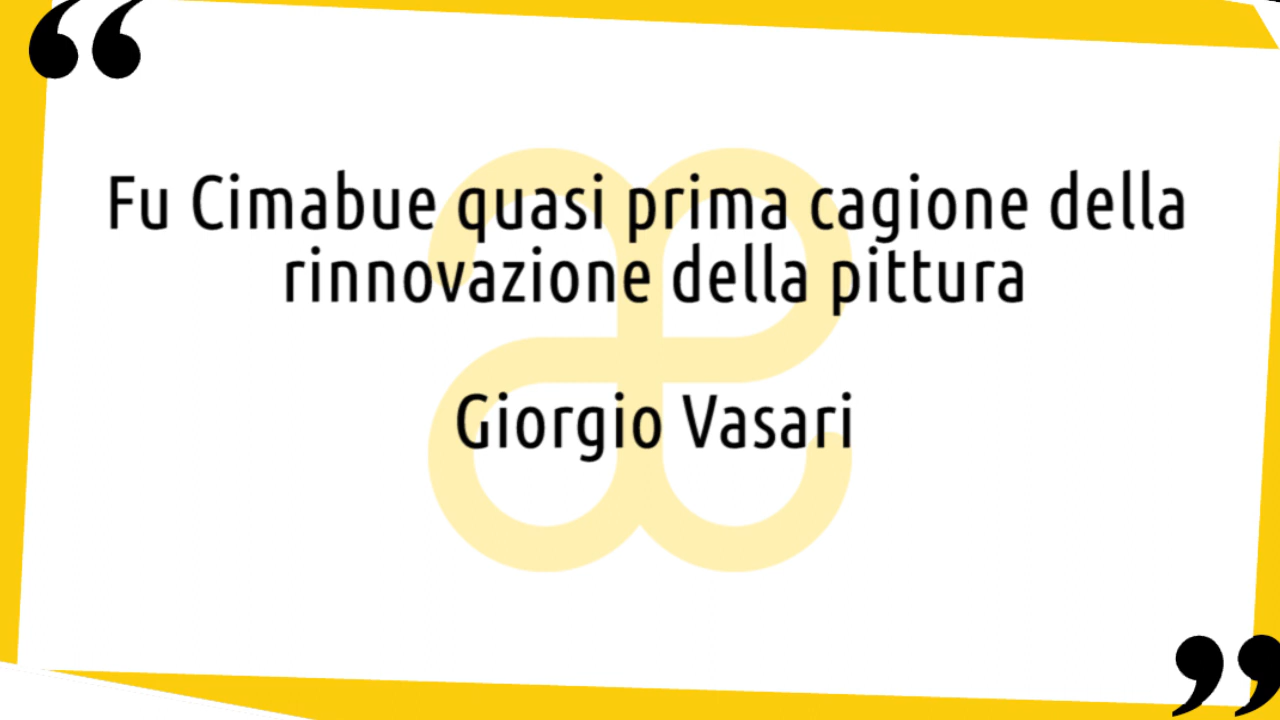 Fu Cimabue quasi prima cagione della
rinnovazione della pittura
Giorgio Vasari